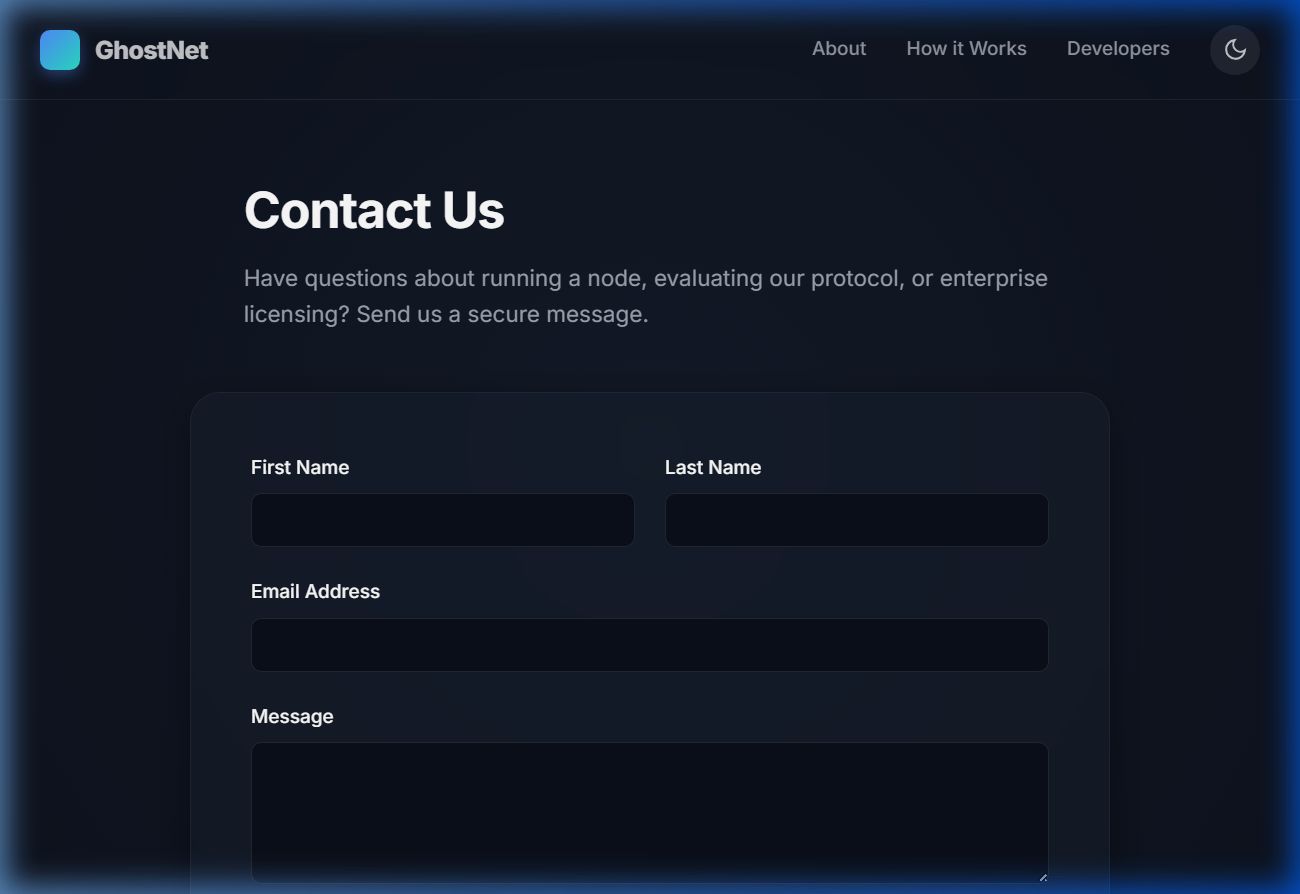 GhostNet
About
How it Works
Developers
Contact Us
Have questions about running a node, evaluating our protocol, or enterprise
licensing? Send us a secure message.
First Name
Last Name
Email Address
Message